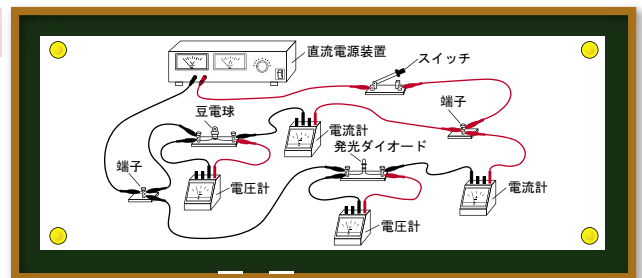 直流電源装置
スイッチ
豆電球
端子
電流計
発光ダイオード
端子
電圧計
電流計
電圧計